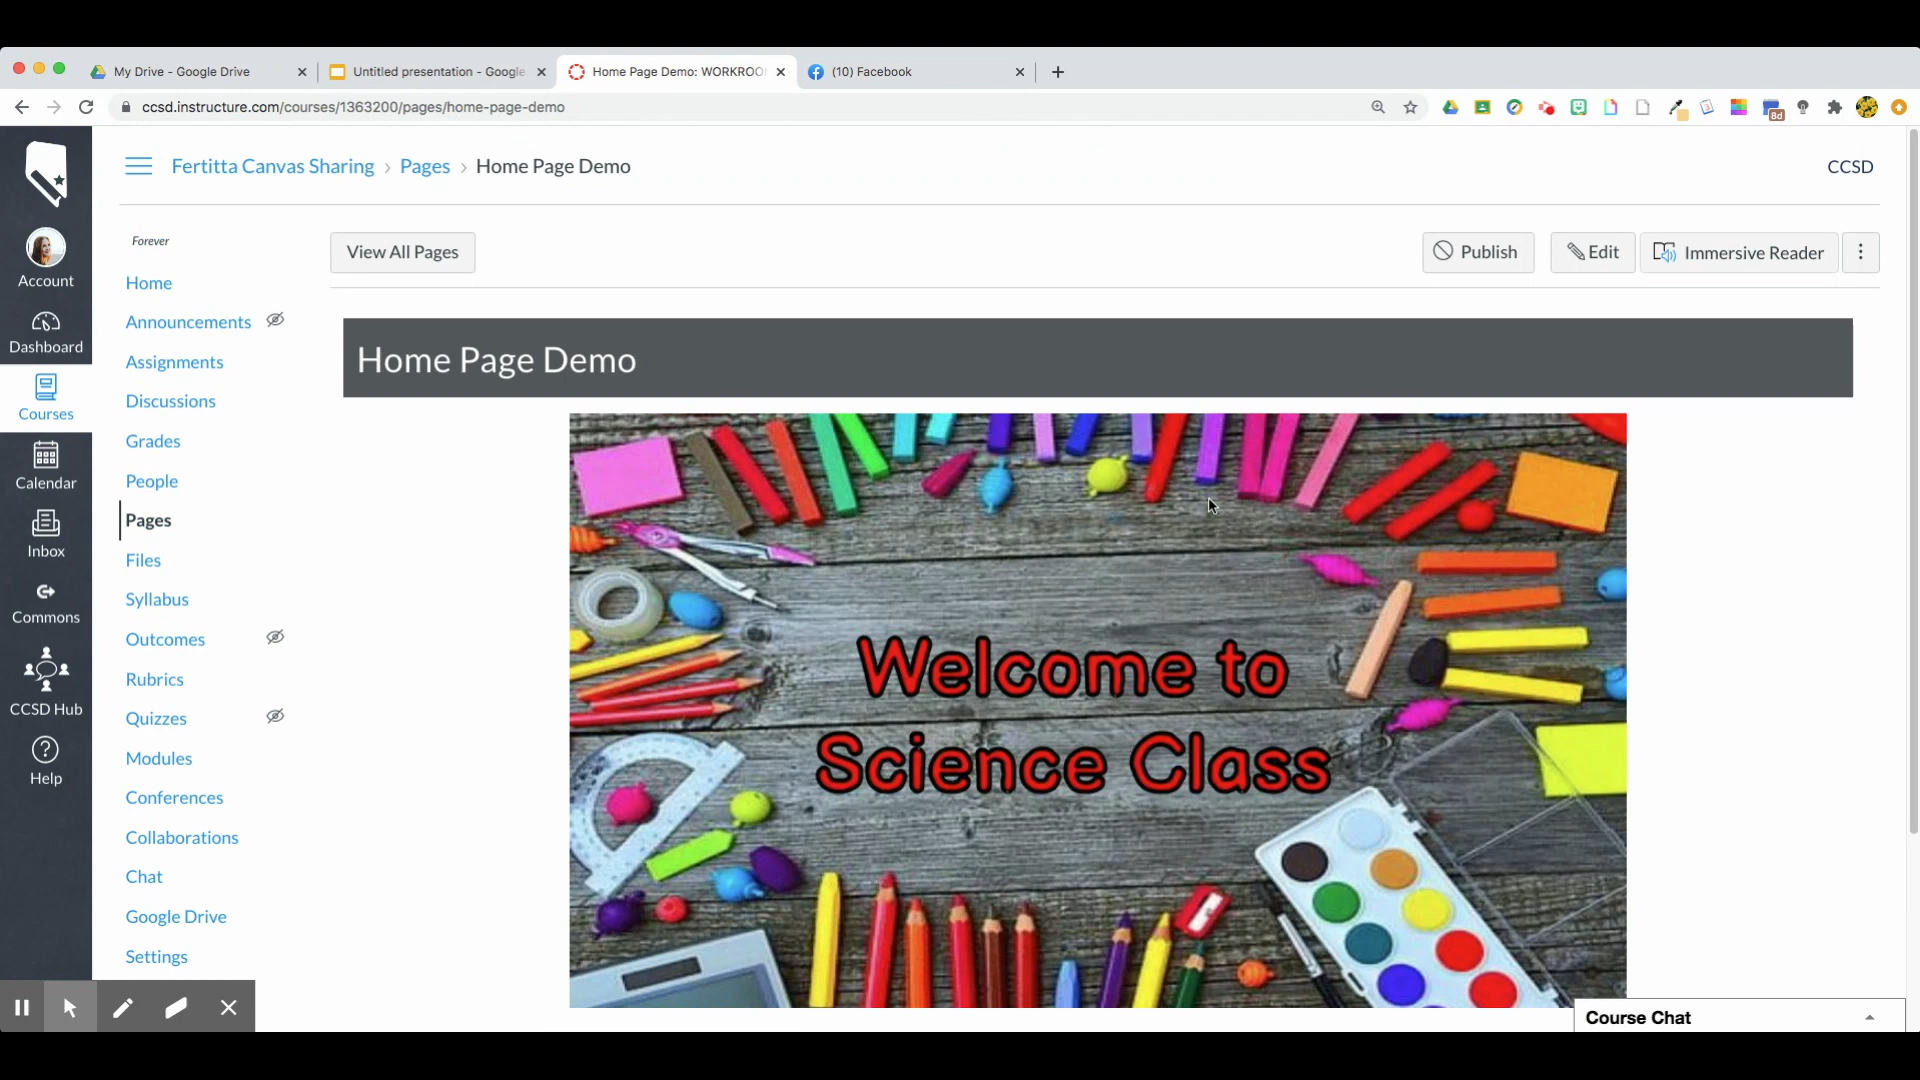 My Drive - Google Drive
Untitled presentation - Google
Home Page Demo: WORKROO
(10) Facebook
ccsd.instructure.com/courses/1363200/pages/home-page-demo
8d
Fertitta Canvas Sharing › Pages › Home Page Demo
CCSD
Account
Dashboard
Courses
Calendar
Inbox
Commons
CCSD Hub
Help
Forever
Home
Announcements
Assignments
Discussions
Grades
People
Pages
Files
Syllabus
Outcomes
Rubrics
Quizzes
Modules
Conferences
Collaborations
Chat
Google Drive
Settings
View All Pages
Publish
Edit
Immersive Reader
Home Page Demo
Welcome to
Science Class
Course Chat